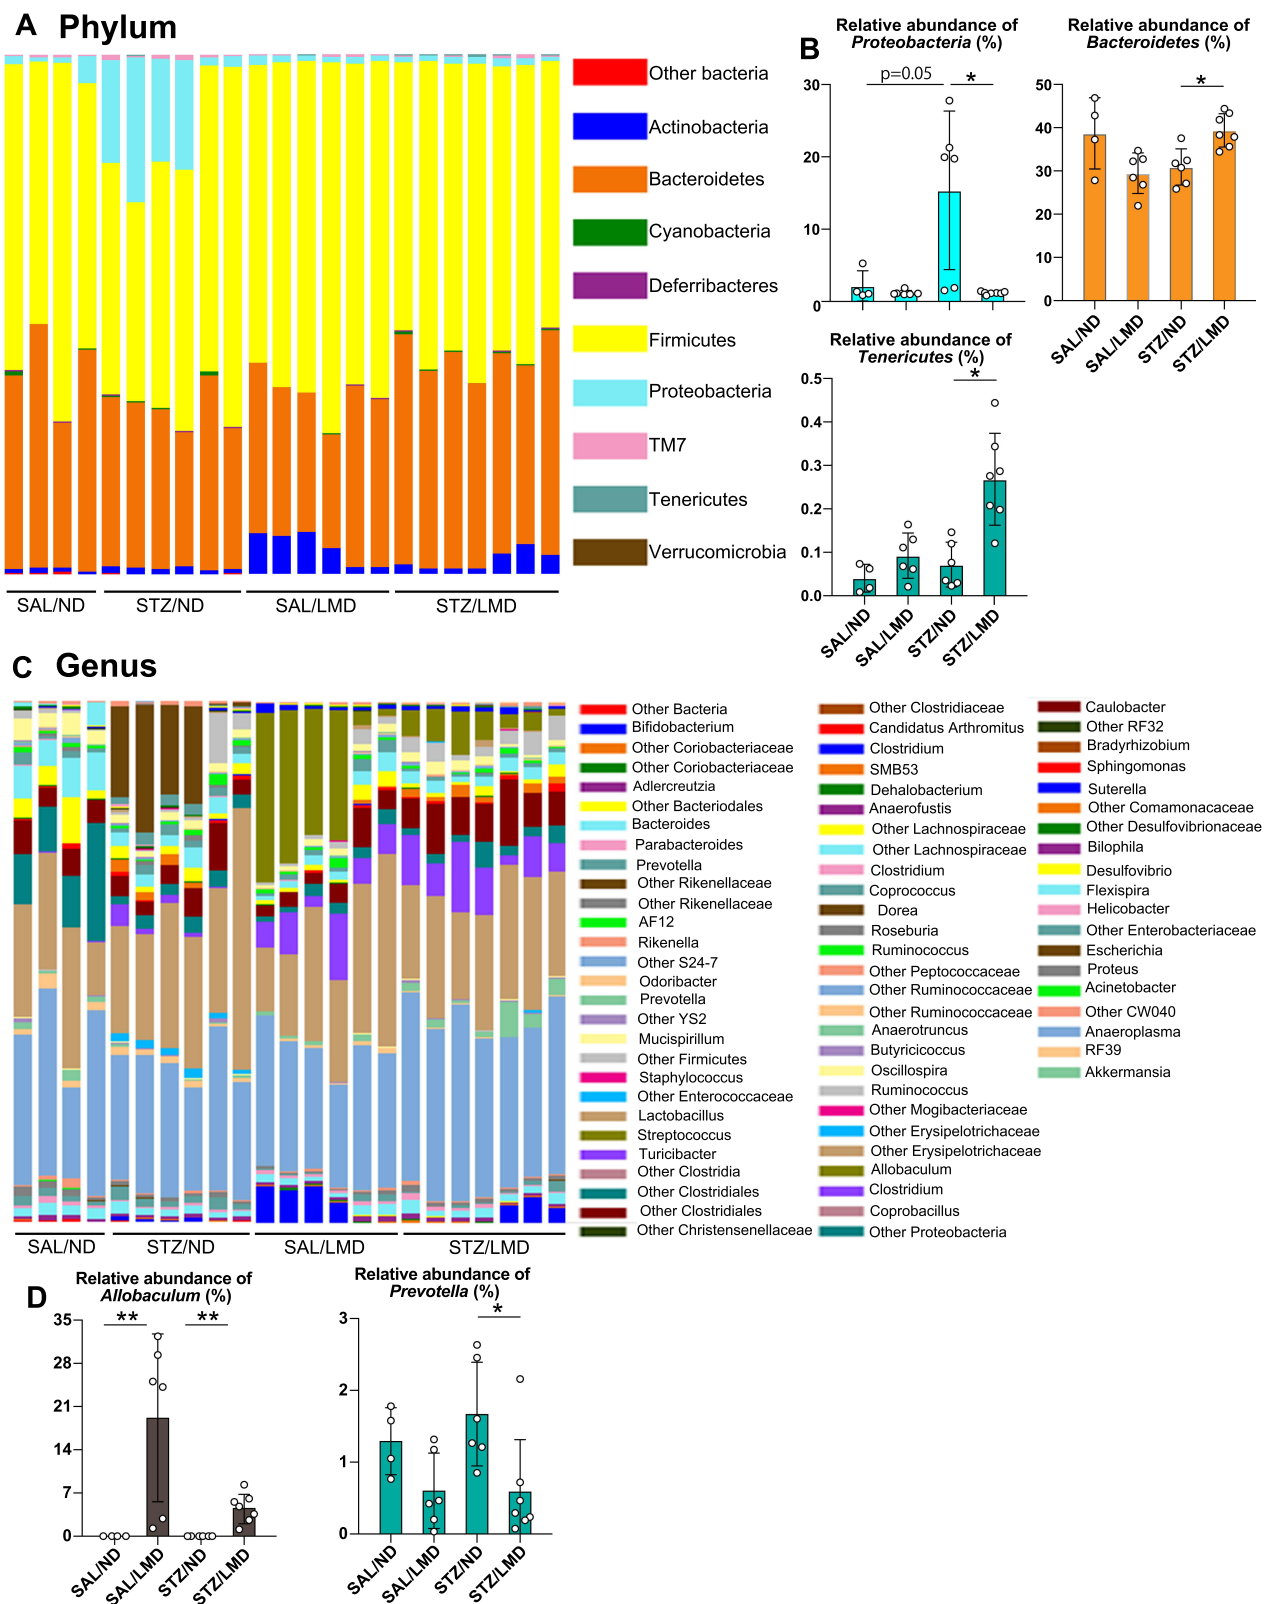 A Phylum
Other bacteria
Actinobacteria
Bacteroidetes
Cyanobacteria
Deferribacteres
Firmicutes
Proteobacteria
TM7
Tenericutes
Verrucomicrobia
SAL/ND
STZ/ND
SAL/LMD
STZ/LMD
B
Relative abundance of
Proteobacteria (%)
p=0.05
*
30
20
10
0
Relative abundance of
Bacteroidetes (%)
*
50
40
30
20
10
0
SAL/ND
SAL/LMD
STZ/ND
STZ/LMD
Relative abundance of
Tenericutes (%)
*
0.5
0.4
0.3
0.2
0.1
0.0
SAL/ND
SAL/LMD
STZ/ND
STZ/LMD
C Genus
SAL/ND
STZ/ND
SAL/LMD
STZ/LMD
Other Bacteria
Bifidobacterium
Other Coriobacteriaceae
Other Coriobacteriaceae
Adlercreutzia
Other Bacteriodales
Bacteroides
Parabacteroides
Prevotella
Other Rikenellaceae
Other Rikenellaceae
AF12
Rikenella
Other S24-7
Odoribacter
Prevotella
Other YS2
Mucispirillum
Other Firmicutes
Staphylococcus
Other Enterococcaceae
Lactobacillus
Streptococcus
Turicibacter
Other Clostridia
Other Clostridiales
Other Clostridiales
Other Christensenellaceae
Other Clostridiaceae
Candidatus Arthromitus
Clostridium
SMB53
Dehalobacterium
Anaerofustis
Other Lachnospiraceae
Other Lachnospiraceae
Clostridium
Coprococcus
Dorea
Roseburia
Ruminococcus
Other Peptococcaceae
Other Ruminococcaceae
Other Ruminococcaceae
Anaerotruncus
Butyricicoccus
Oscillospira
Ruminococcus
Other Mogibacteriaceae
Other Erysipelotrichaceae
Other Erysipelotrichaceae
Allobaculum
Clostridium
Coprobacillus
Other Proteobacteria
Caulobacter
Other RF32
Bradyrhizobium
Sphingomonas
Suterella
Other Comamonacaceae
Other Desulfovibrionaceae
Bilophila
Desulfovibrio
Flexispira
Helicobacter
Other Enterobacteriaceae
Escherichia
Proteus
Acinetobacter
Other CW040
Anaeroplasma
RF39
Akkermansia
D
Relative abundance of
Allobaculum (%)
**
**
35
28
21
14
7
0
SAL/ND
SAL/LMD
STZ/ND
STZ/LMD
Relative abundance of
Prevotella (%)
*
3
2
1
0
SAL/ND
SAL/LMD
STZ/ND
STZ/LMD